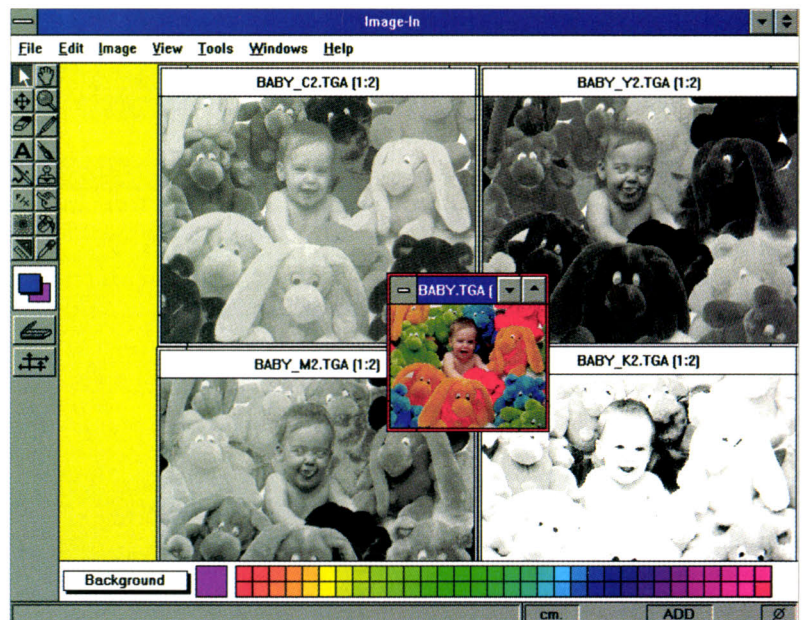 Image-In
File Edit Image View Tools Windows Help
BABY_C2.TGA (1:2)
BABY_Y2.TGA (1:2)
BABY.TGA (
BABY_M2.TGA (1:2)
BABY_K2.TGA (1:2)
Background
cm. ADD